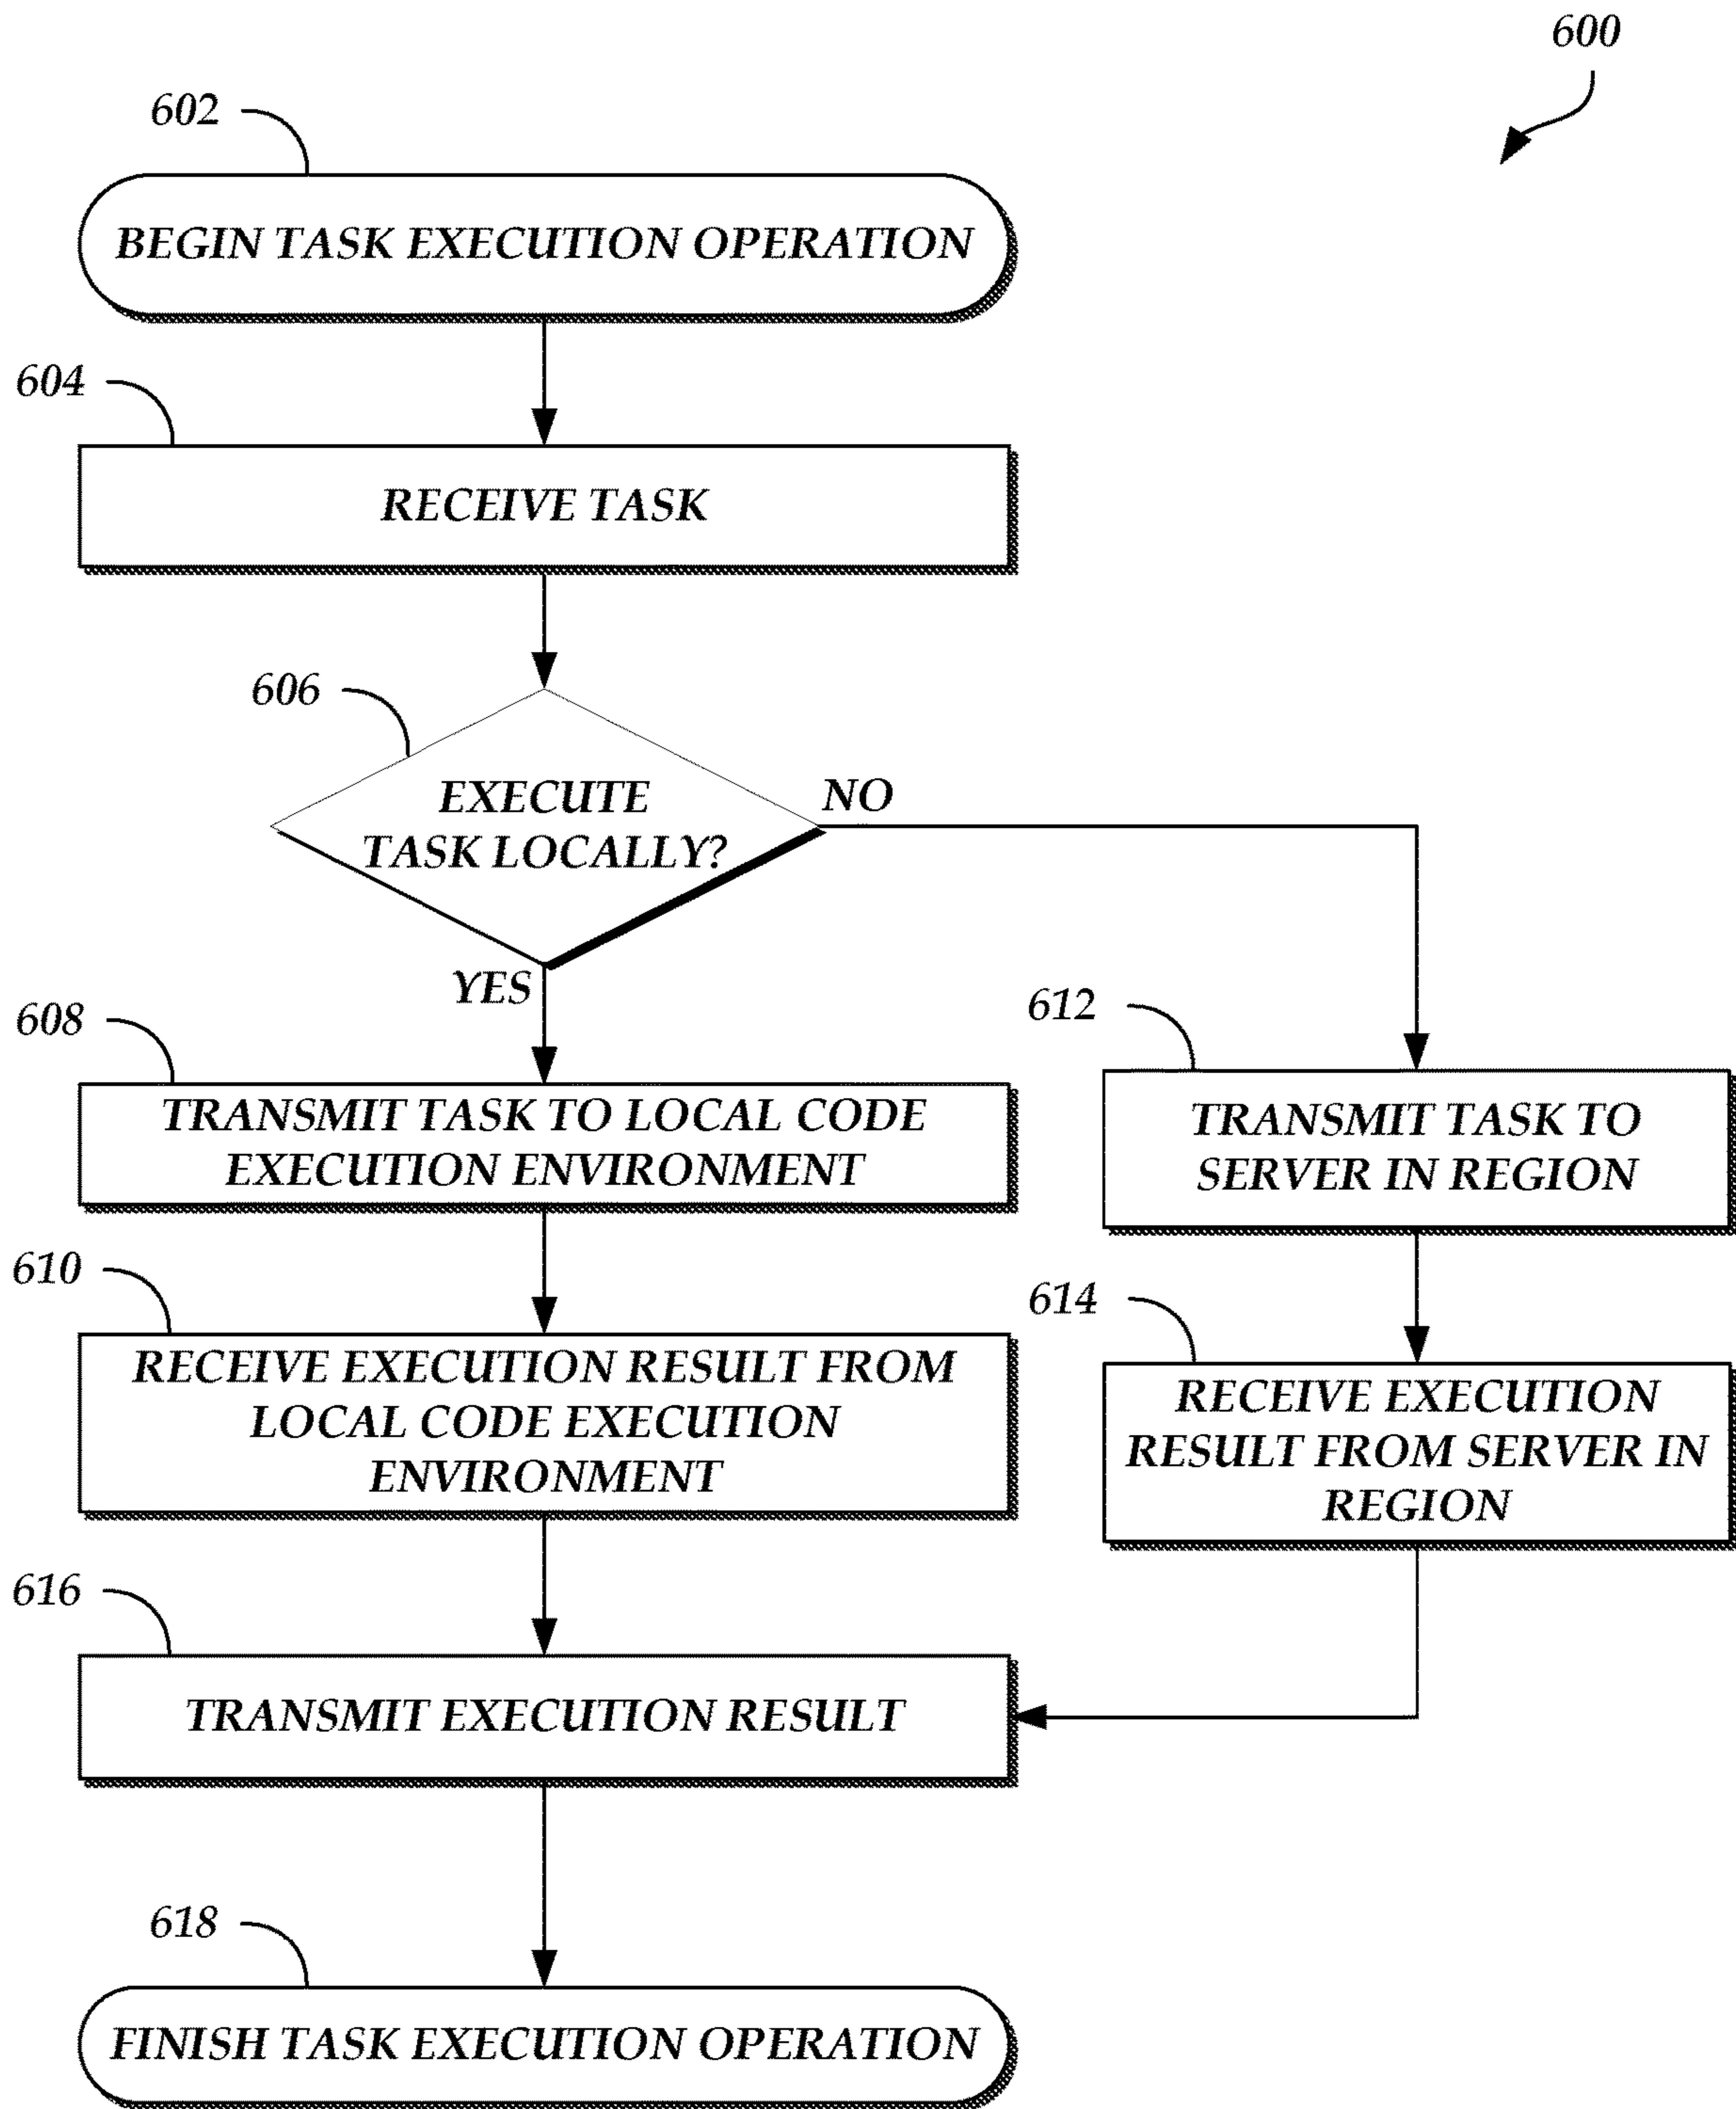 600
602
BEGIN TASK EXECUTION OPERATION
604
RECEIVE TASK
606
EXECUTE
TASK LOCALLY?
NO
YES
608
TRANSMIT TASK TO LOCAL CODE
EXECUTION ENVIRONMENT
612
TRANSMIT TASK TO
SERVER IN REGION
610
RECEIVE EXECUTION RESULT FROM
LOCAL CODE EXECUTION
ENVIRONMENT
614
RECEIVE EXECUTION
RESULT FROM SERVER IN
REGION
616
TRANSMIT EXECUTION RESULT
618
FINISH TASK EXECUTION OPERATION